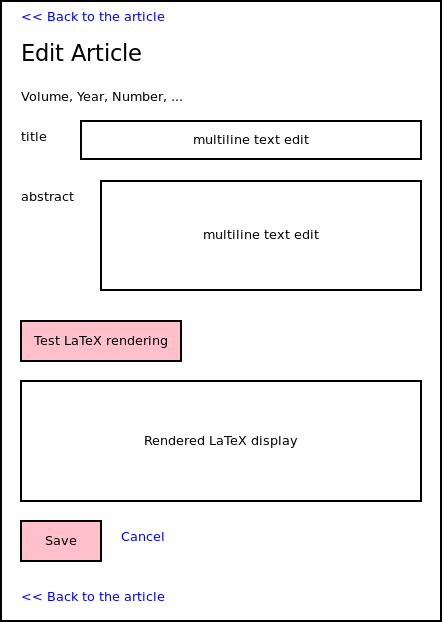 << Back to the article
Edit Article
Volume, Year, Number, ...
title
multiline text edit
abstract
multiline text edit
Test LaTeX rendering
Rendered LaTeX display
Save
Cancel
<< Back to the article